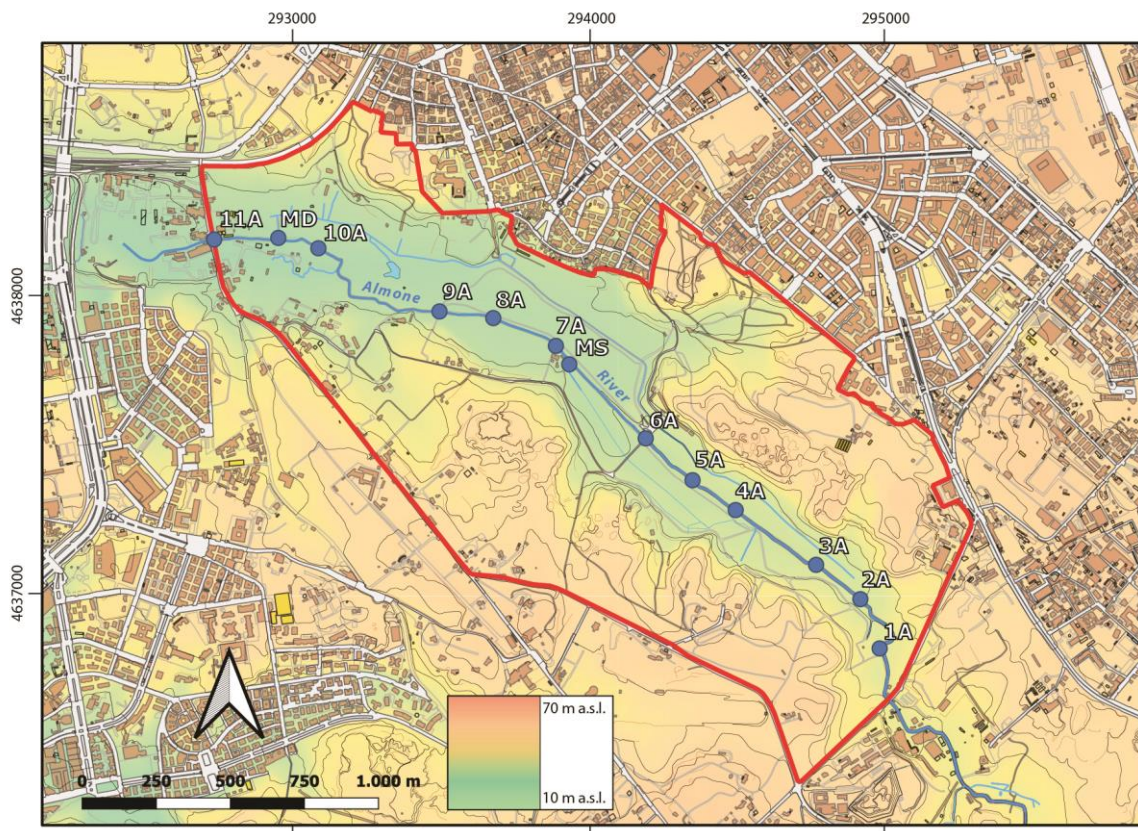 293000
294000
295000
4638000
4637000
11A
MD
10A
9A
8A
7A
MS
6A
5A
4A
3A
2A
1A
Almone
River
70 m a.s.l.
10 m a.s.l.
0
250
500
750
1.000 m